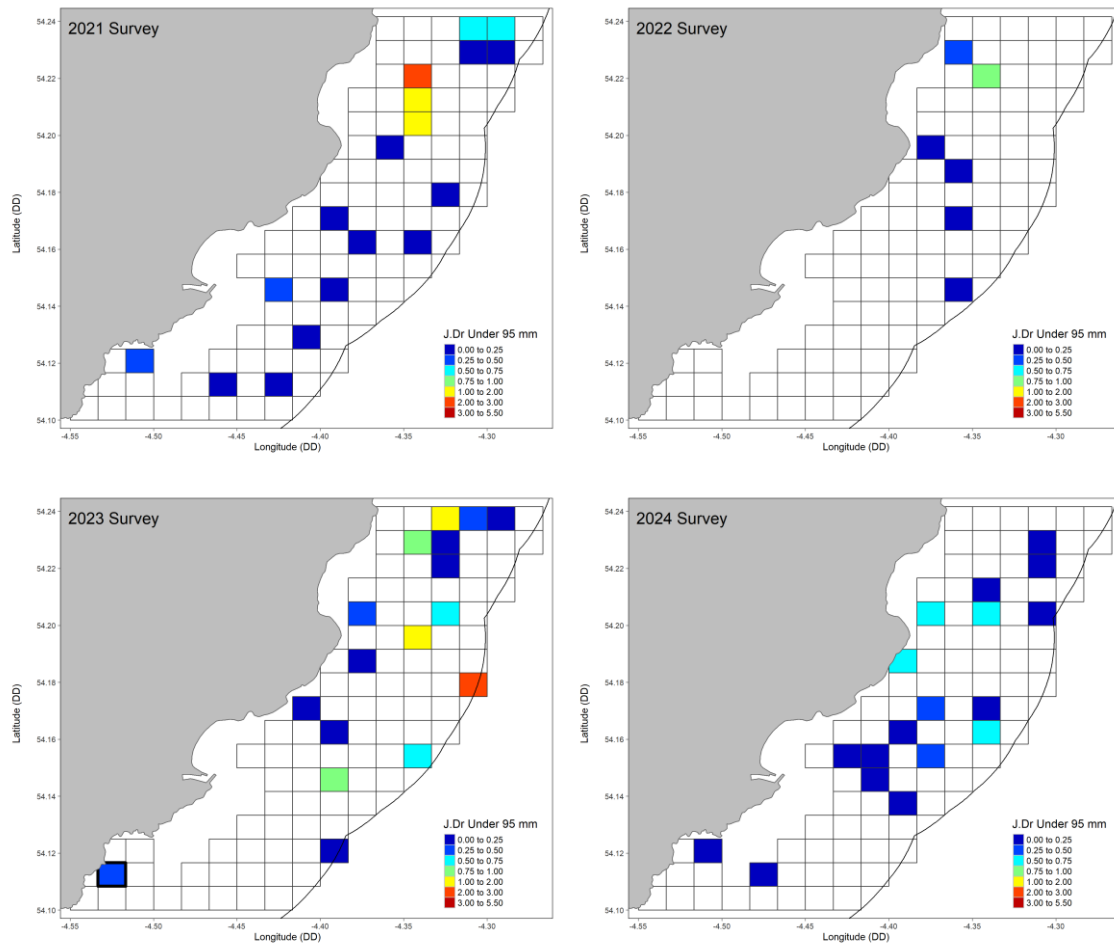 2021 Survey
54.24
54.22
54.20
54.18
54.16
54.14
54.12
54.10
Latitude (DD)
-4.55
-4.50
-4.45
-4.40
-4.35
-4.30
Longitude (DD)
J.Dr Under 95 mm
0.00 to 0.25
0.25 to 0.50
0.50 to 0.75
0.75 to 1.00
1.00 to 2.00
2.00 to 3.00
3.00 to 5.50
2022 Survey
54.24
54.22
54.20
54.18
54.16
54.14
54.12
54.10
Latitude (DD)
-4.55
-4.50
-4.45
-4.40
-4.35
-4.30
Longitude (DD)
J.Dr Under 95 mm
0.00 to 0.25
0.25 to 0.50
0.50 to 0.75
0.75 to 1.00
1.00 to 2.00
2.00 to 3.00
3.00 to 5.50
2023 Survey
54.24
54.22
54.20
54.18
54.16
54.14
54.12
54.10
Latitude (DD)
-4.55
-4.50
-4.45
-4.40
-4.35
-4.30
Longitude (DD)
J.Dr Under 95 mm
0.00 to 0.25
0.25 to 0.50
0.50 to 0.75
0.75 to 1.00
1.00 to 2.00
2.00 to 3.00
3.00 to 5.50
2024 Survey
54.24
54.22
54.20
54.18
54.16
54.14
54.12
54.10
Latitude (DD)
-4.55
-4.50
-4.45
-4.40
-4.35
-4.30
Longitude (DD)
J.Dr Under 95 mm
0.00 to 0.25
0.25 to 0.50
0.50 to 0.75
0.75 to 1.00
1.00 to 2.00
2.00 to 3.00
3.00 to 5.50